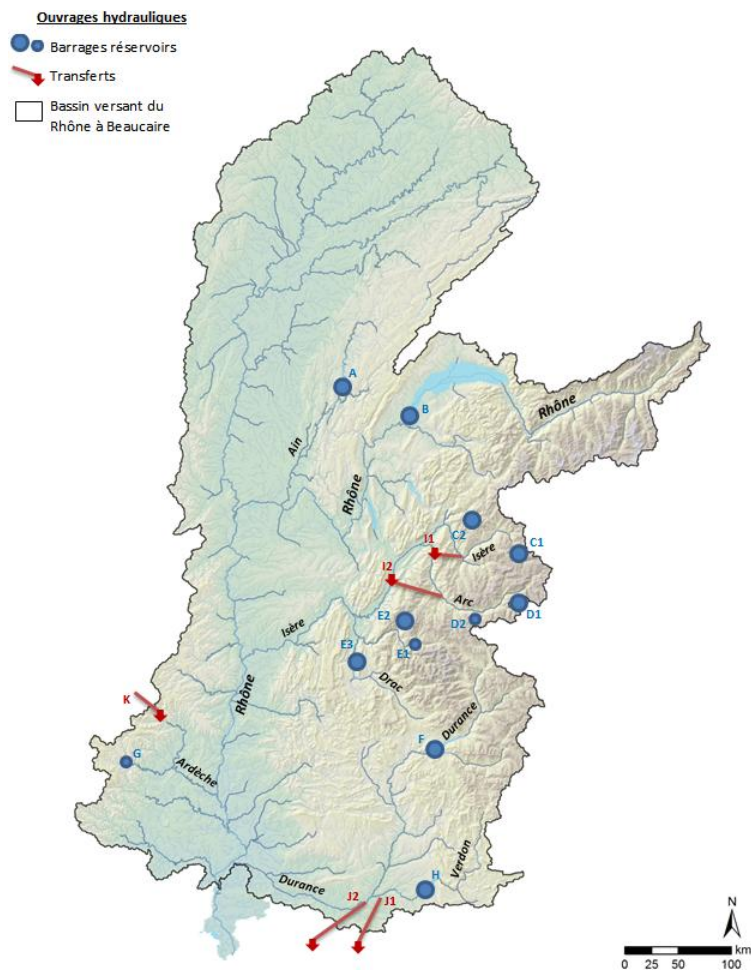 Ouvrages hydrauliques
Barrages réservoirs
Transferts
Bassin versant du
Rhône à Beaucaire
A
B
Rhône
Ain
Rhône
C2
I1
C1
Isère
I2
Arc
D1
E2
D2
Isère
E1
E3
Drac
K
Rhône
Durance
F
G
Ardèche
Verdon
H
Durance
J2
J1
N
km
0 25 50 100